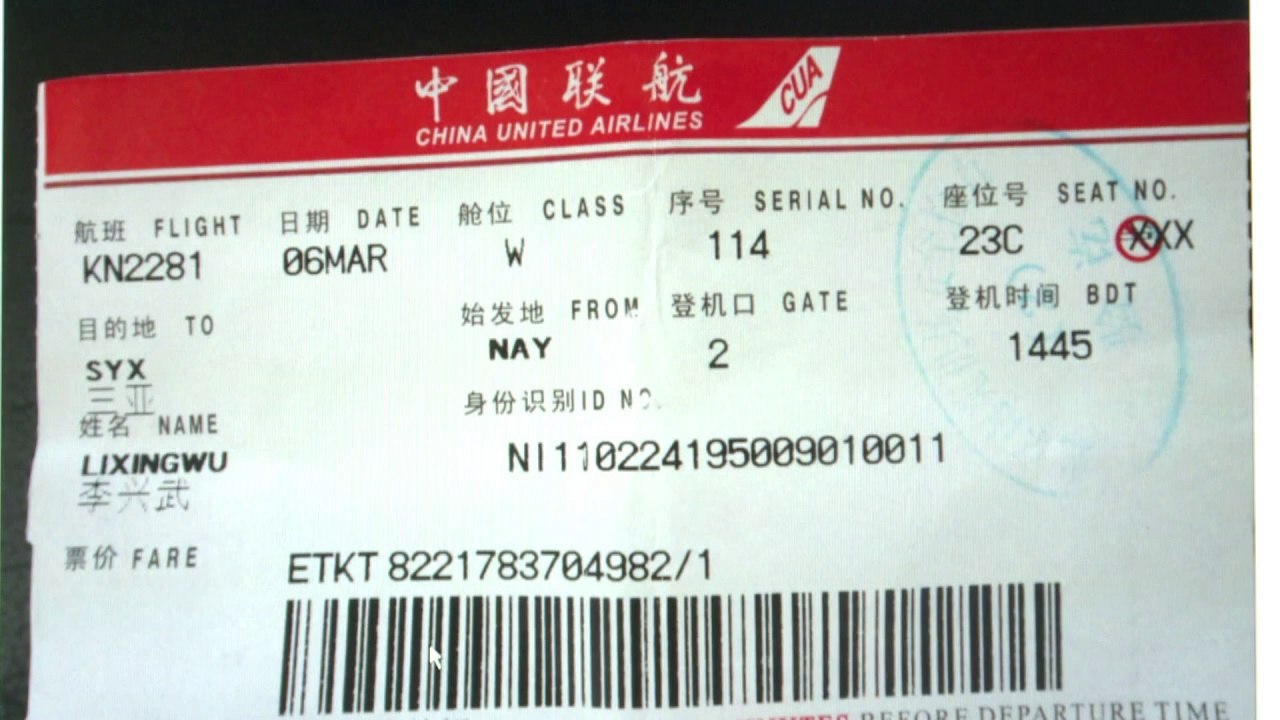 中國联航
CHINA UNITED AIRLINES
CUA
航班 FLIGHT 日期 DATE 舱位 CLASS 序号 SERIAL NO. 座位号 SEAT NO.
KN2281 06MAR W 114 23C XXX
目的地 TO 始发地 FROM 登机口 GATE 登机时间 BDT
SYX NAY 2 1445
三亚
身份识别ID NO.
姓名 NAME
LIXINGWU NI110224195009010011
李兴武
票价 FARE ETKT 8221783704982/1
BEFORE DEPARTURE TIME